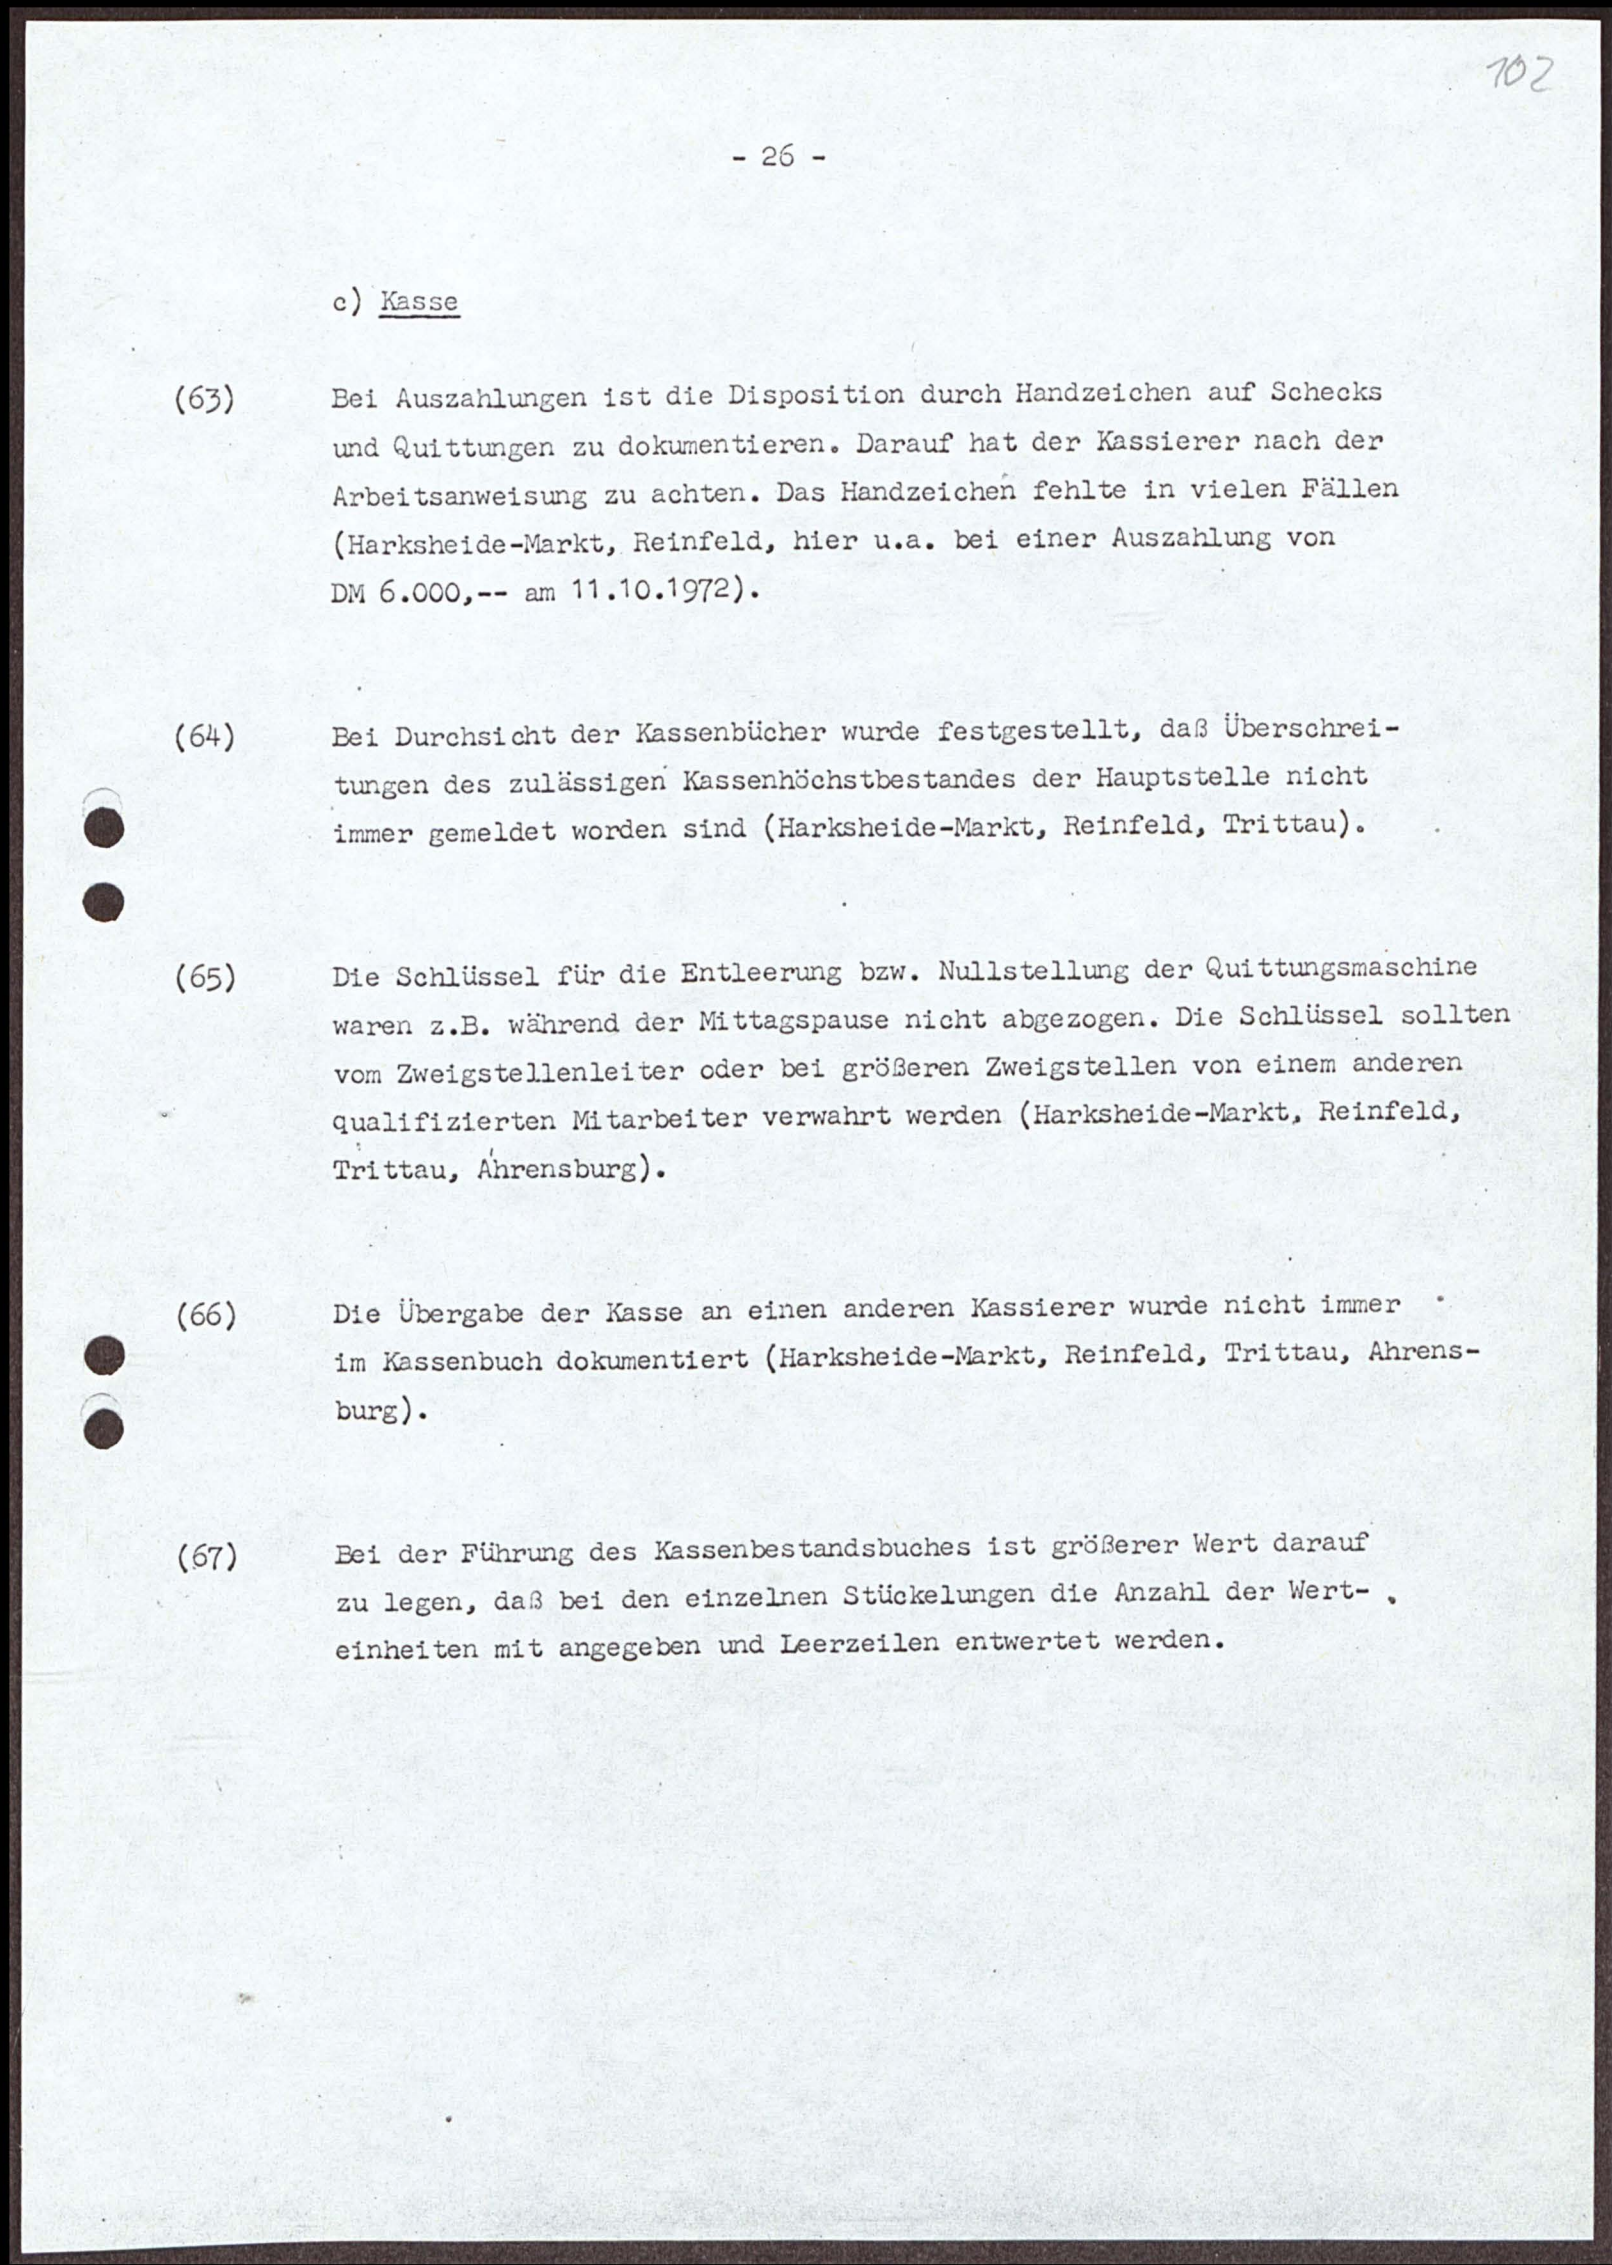 102
- 26 -
c) Kasse
(63) Bei Auszahlungen ist die Disposition durch Handzeichen auf Schecks
und Quittungen zu dokumentieren. Darauf hat der Kassierer nach der
Arbeitsanweisung zu achten. Das Handzeichen fehlte in vielen Fällen
(Harksheide-Markt, Reinfeld, hier u.a. bei einer Auszahlung von
DM 6.000,-- am 11.10.1972).
(64) Bei Durchsicht der Kassenbücher wurde festgestellt, daß Überschrei-
tungen des zulässigen Kassenhöchstbestandes der Hauptstelle nicht
immer gemeldet worden sind (Harksheide-Markt, Reinfeld, Trittau).
(65) Die Schlüssel für die Entleerung bzw. Nullstellung der Quittungsmaschine
waren z.B. während der Mittagspause nicht abgezogen. Die Schlüssel sollten
vom Zweigstellenleiter oder bei größeren Zweigstellen von einem anderen
qualifizierten Mitarbeiter verwahrt werden (Harksheide-Markt, Reinfeld,
Trittau, Ahrensburg).
(66) Die Übergabe der Kasse an einen anderen Kassierer wurde nicht immer
im Kassenbuch dokumentiert (Harksheide-Markt, Reinfeld, Trittau, Ahrens-
burg).
(67) Bei der Führung des Kassenbestandsbuches ist größerer Wert darauf
zu legen, daß bei den einzelnen Stückelungen die Anzahl der Wert-
einheiten mit angegeben und Leerzeilen entwertet werden.